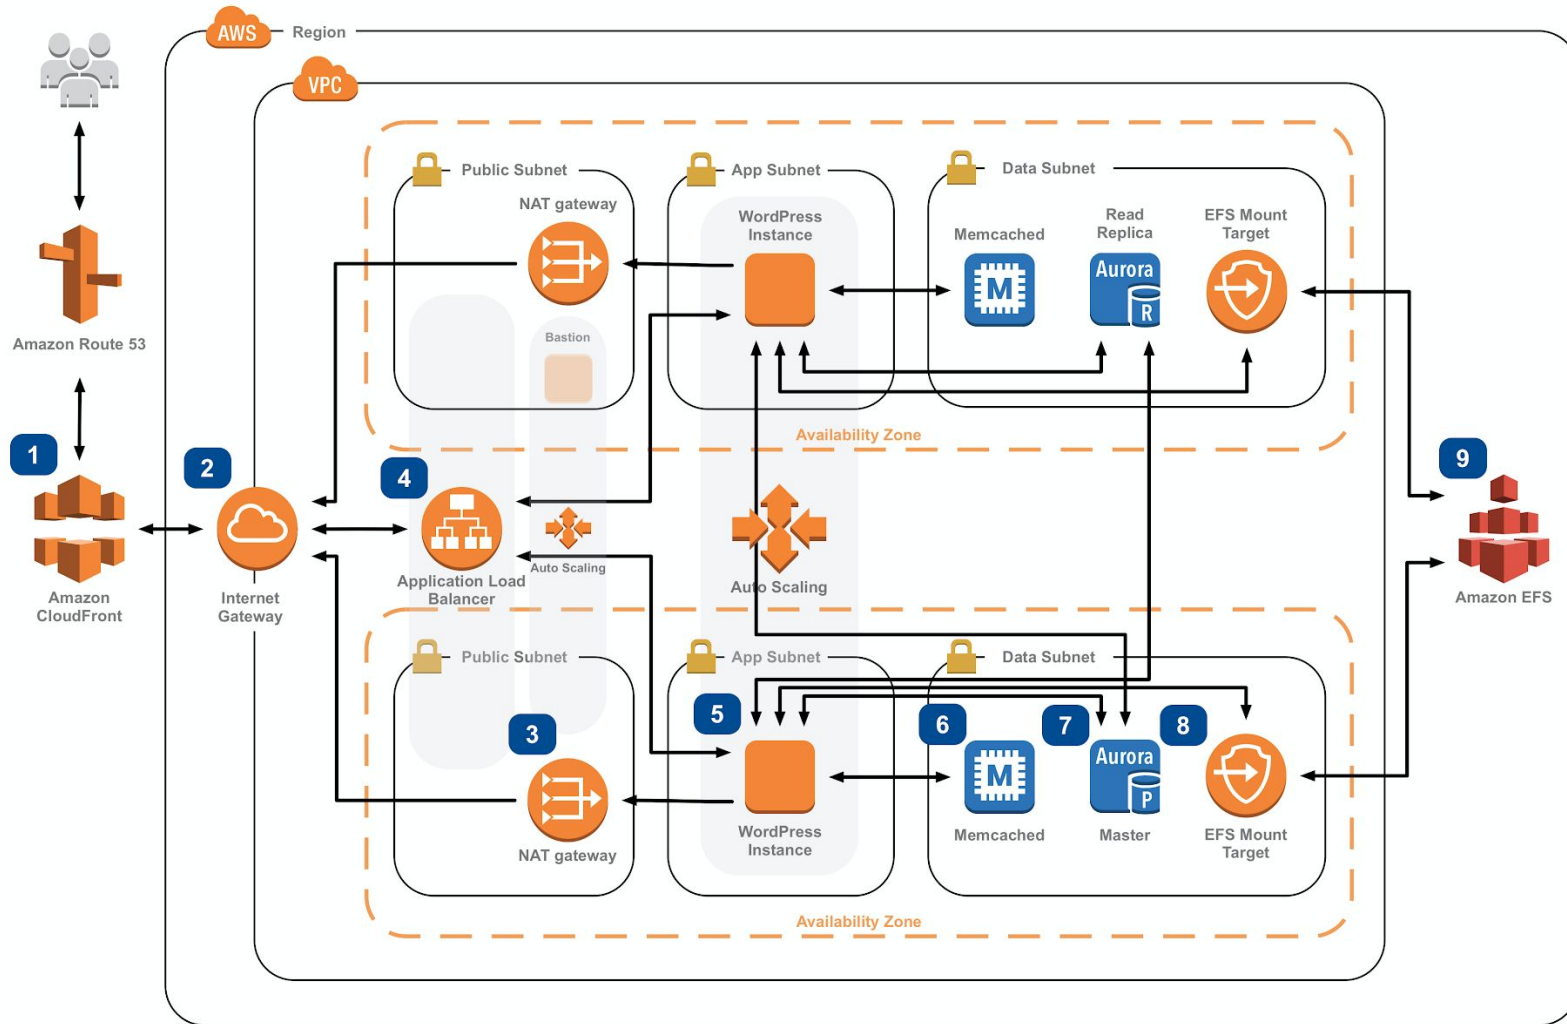 AWS
Region
VPC
Public Subnet
App Subnet
Data Subnet
NAT gateway
WordPress
Instance
Memcached
Read
Replica
EFS Mount
Target
Aurora
M
R
Bastion
Amazon Route 53
Availability Zone
1
2
4
9
Application Load
Balancer
Auto Scaling
Auto Scaling
Amazon
CloudFront
Internet
Gateway
Amazon EFS
Public Subnet
App Subnet
Data Subnet
3
5
6
7
8
Aurora
M
P
NAT gateway
WordPress
Instance
Memcached
Master
EFS Mount
Target
Availability Zone